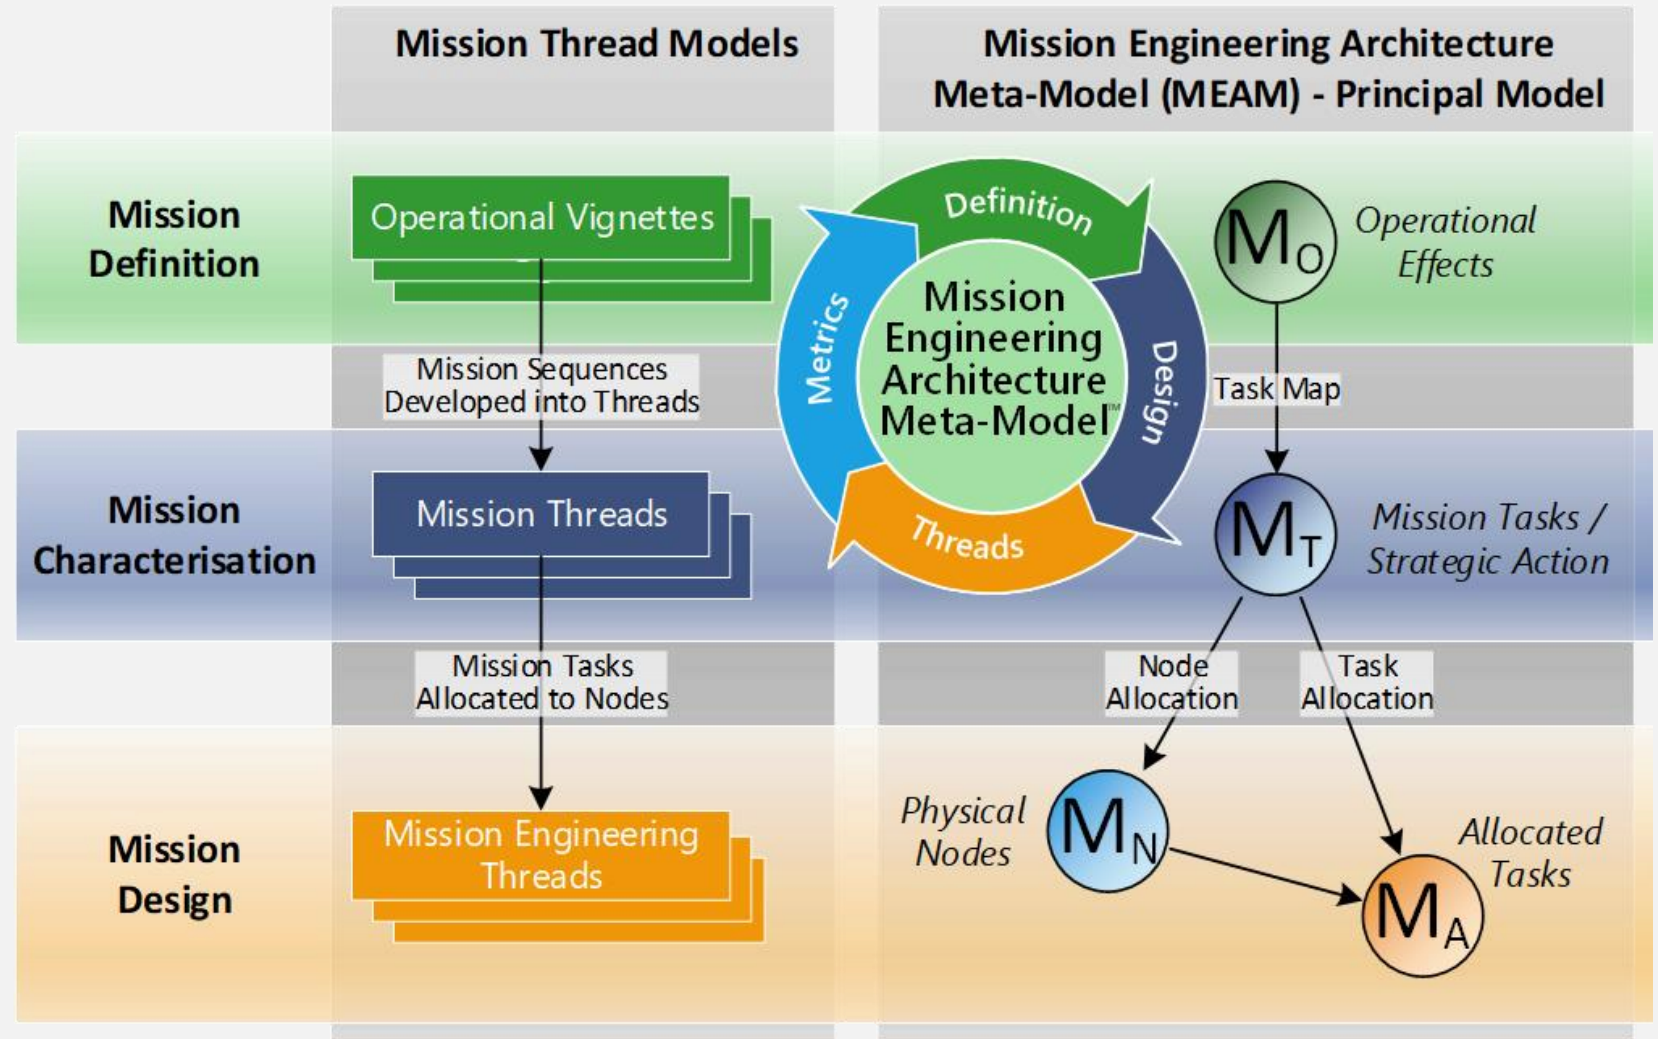 Mission Thread Models
Mission Engineering Architecture
Meta-Model (MEAM) - Principal Model
Mission
Definition
Operational Vignettes
Definition
Design
Threads
Metrics
Mission
Engineering
Architecture
Meta-Model™
MO
Operational
Effects
Mission Sequences
Developed into Threads
Task Map
Mission
Characterisation
Mission Threads
MT
Mission Tasks /
Strategic Action
Mission Tasks
Allocated to Nodes
Node
Allocation
Task
Allocation
Mission
Design
Mission Engineering
Threads
Physical
Nodes
MN
MA
Allocated
Tasks